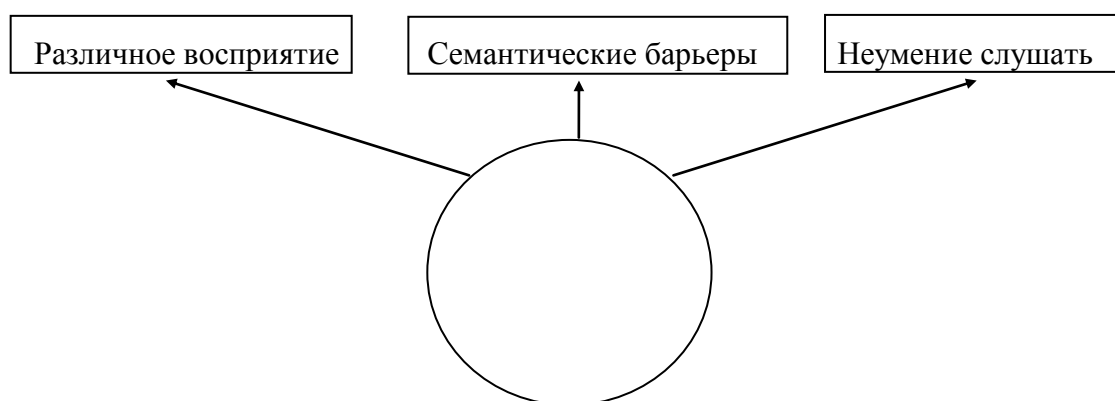 Различное восприятие
Семантические барьеры
Неумение слушать